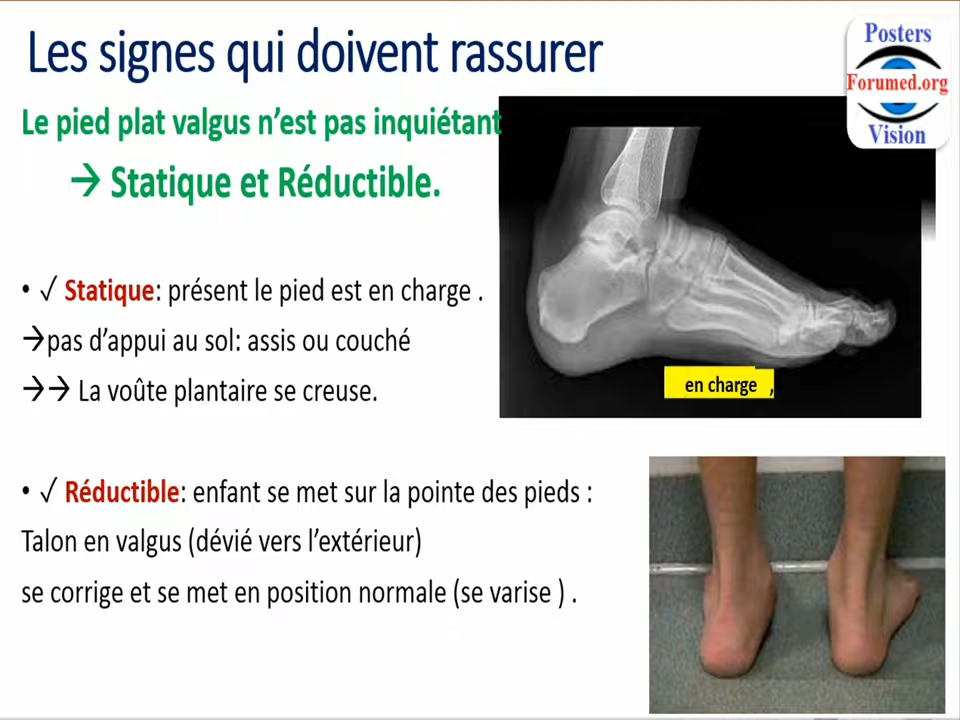 Les signes qui doivent rassurer
Posters
Forumed.org
Vision
Le pied plat valgus n'est pas inquiétant
→ Statique et Réductible.
• √ Statique: présent le pied est en charge .
→pas d'appui au sol: assis ou couché
→→ La voûte plantaire se creuse.
en charge ,
• √ Réductible: enfant se met sur la pointe des pieds :
Talon en valgus (dévié vers l'extérieur)
se corrige et se met en position normale (se varise ) .